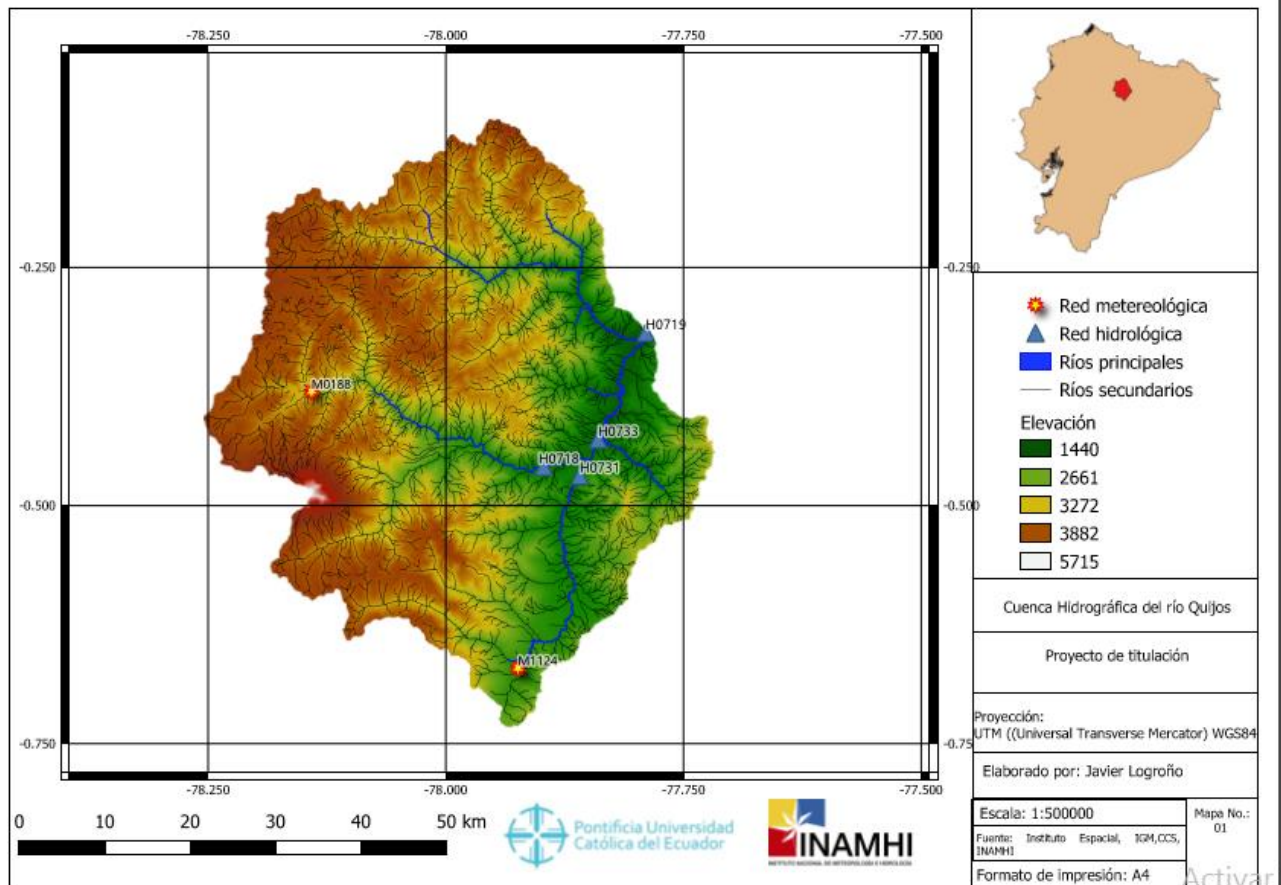 -78.250 -78.000 -77.750 -77.500
-0.250 -0.250
H0719
M0188
H0733
H0718
H0731
-0.500 -0.500
M1124
-0.750 -0.75
-78.250 -78.000 -77.750 -77.500
0 10 20 30 40 50 km
Pontificia Universidad
Católica del Ecuador
INAMHI
INSTITUTO NACIONAL DE METEOROLOGÍA E HIDROLOGÍA
Red metereológica
Red hidrológica
Ríos principales
Ríos secundarios
Elevación
1440
2661
3272
3882
5715
Cuenca Hidrográfica del río Quijos
Proyecto de titulación
Proyección:
UTM ((Universal Transverse Mercator) WGS84
Elaborado por: Javier Logroño
Escala: 1:500000
Mapa No.:
01
Fuente: Instituto Espacial, IGM,CCS,
INAMHI
Formato de impresión: A4
Activar